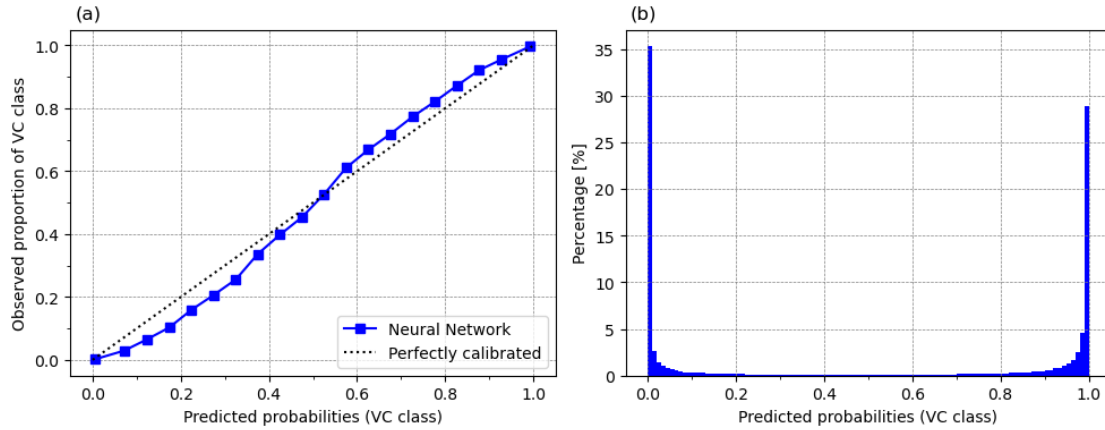 (a)
Observed proportion of VC class
1.0
0.8
0.6
0.4
0.2
0.0
Neural Network
Perfectly calibrated
0.0 0.2 0.4 0.6 0.8 1.0
Predicted probabilities (VC class)
(b)
Percentage [%]
35
30
25
20
15
10
5
0
0.0 0.2 0.4 0.6 0.8 1.0
Predicted probabilities (VC class)